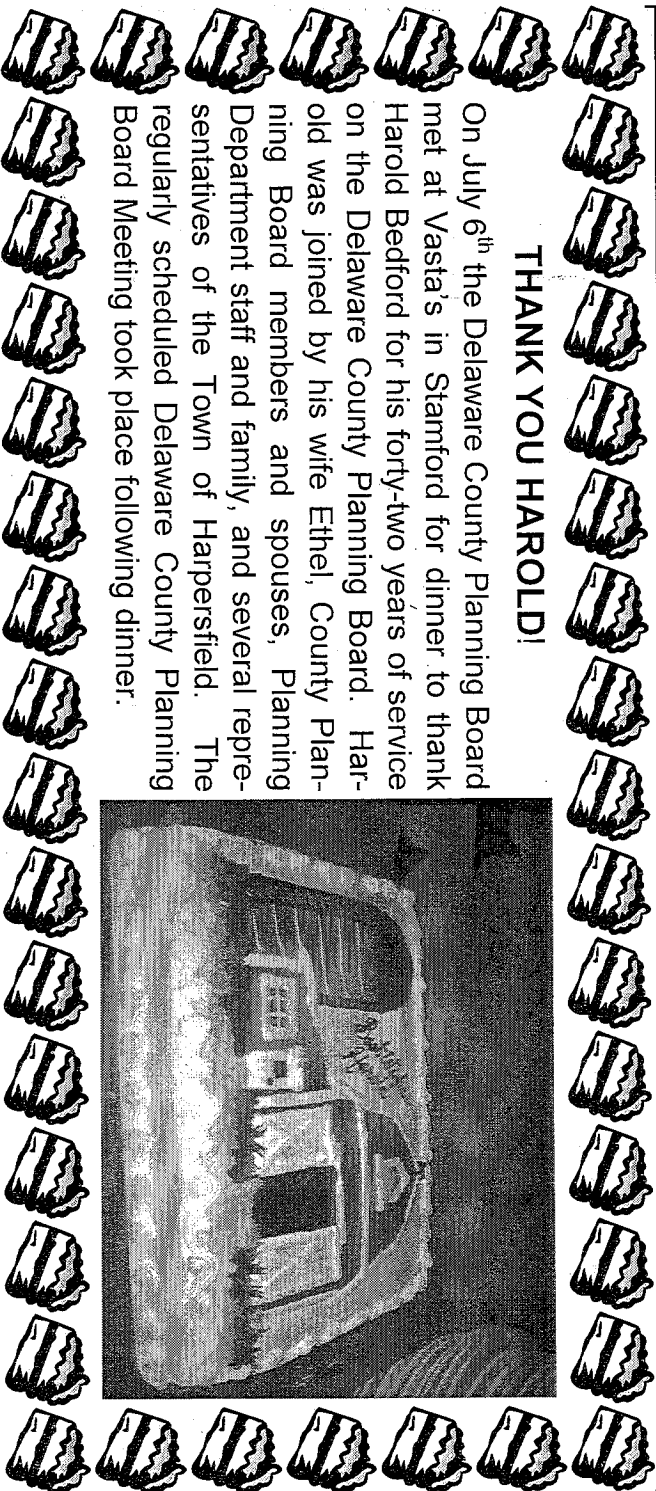 THANK YOU HAROLD!
On July 6th the Delaware County Planning Board
met at Vasta's in Stamford for dinner to thank
Harold Bedford for his forty-two years of service
on the Delaware County Planning Board. Har-
old was joined by his wife Ethel, County Plan-
ning Board members and spouses, Planning
Department staff and family, and several repre-
sentatives of the Town of Harpersfield. The
regularly scheduled Delaware County Planning
Board Meeting took place following dinner.